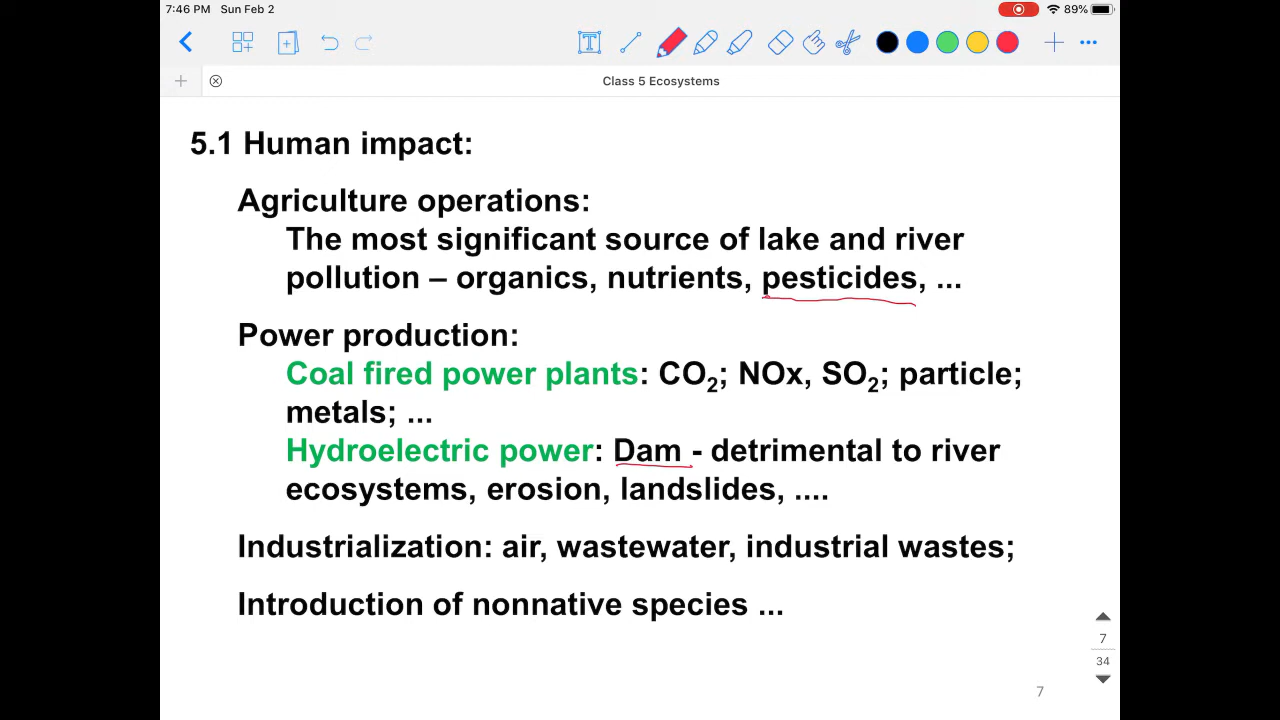 7:46 PM Sun Feb 2
89%
Class 5 Ecosystems
5.1 Human impact:
Agriculture operations:
The most significant source of lake and river
pollution – organics, nutrients, pesticides, ...
Power production:
Coal fired power plants: CO₂; NOx, SO₂; particle;
metals; ...
Hydroelectric power: Dam - detrimental to river
ecosystems, erosion, landslides, ....
Industrialization: air, wastewater, industrial wastes;
Introduction of nonnative species ...
7
34
7